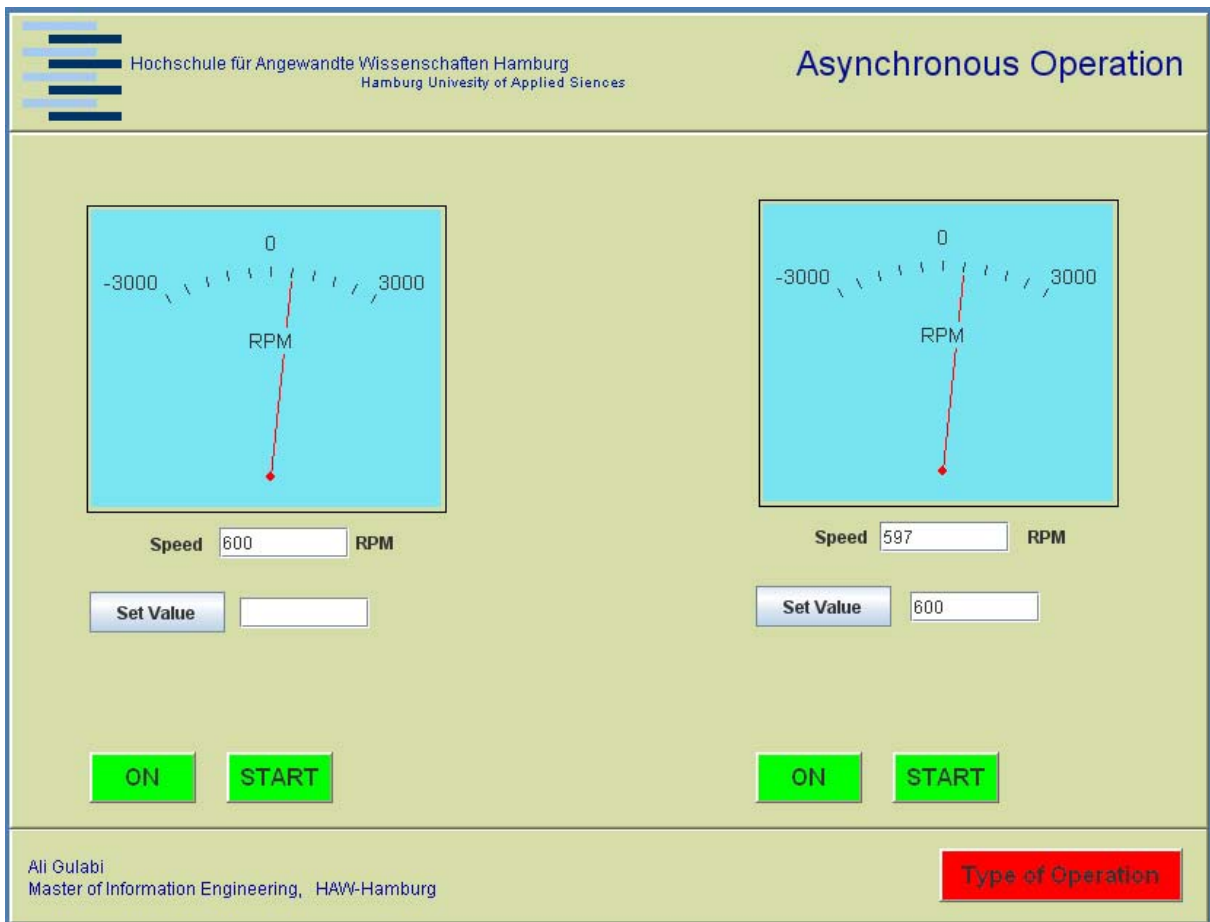 Hochschule für Angewandte Wissenschaften Hamburg
Hamburg Univesity of Applied Siences
Asynchronous Operation
0
-3000
3000
RPM
Speed 600 RPM
Set Value
ON START
0
-3000
3000
RPM
Speed 597 RPM
Set Value 600
ON START
Ali Gulabi
Master of Information Engineering, HAW-Hamburg
Type of Operation